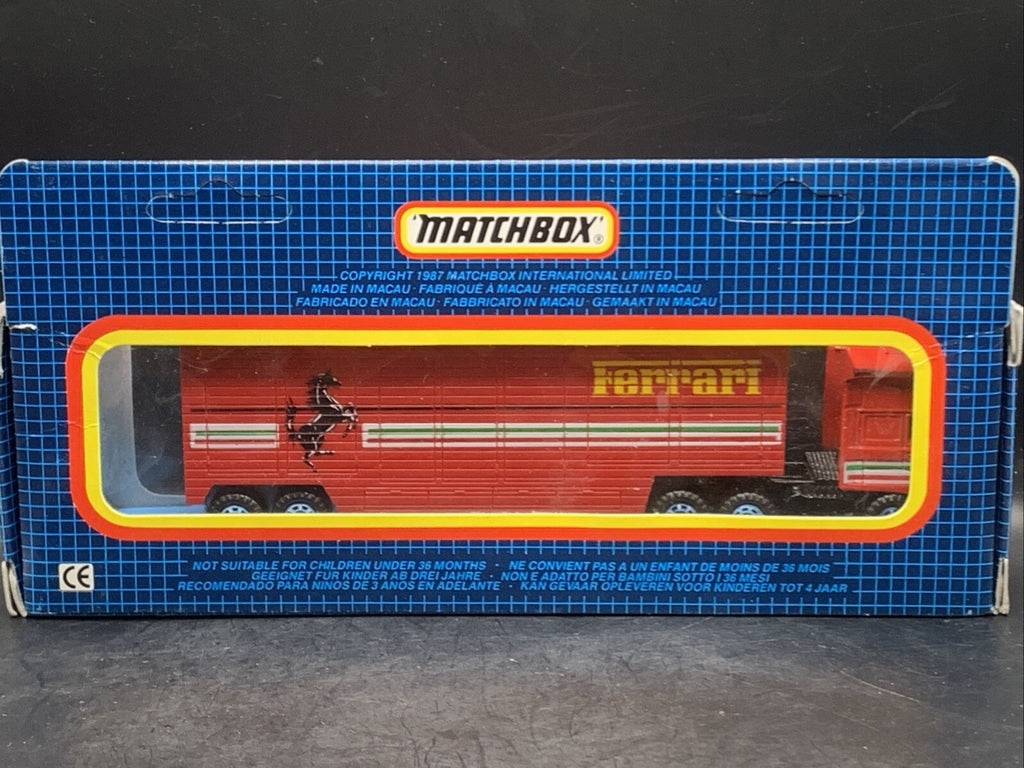 'MATCHBOX'®
COPYRIGHT 1987 MATCHBOX INTERNATIONAL LIMITED
MADE IN MACAU · FABRIQUÉ À MACAU · HERGESTELLT IN MACAU
FABRICADO EN MACAU · FABBRICATO IN MACAU · GEMAAKT IN MACAU
Ferrari
CE
NOT SUITABLE FOR CHILDREN UNDER 36 MONTHS · NE CONVIENT PAS A UN ENFANT DE MOINS DE 36 MOIS
GEEIGNET FUR KINDER AB DREI JAHRE · NON E ADATTO PER BAMBINI SOTTO I 36 MESI
RECOMENDADO PARA NINOS DE 3 ANOS EN ADELANTE · KAN GEVAAR OPLEVEREN VOOR KINDEREN TOT 4 JAAR